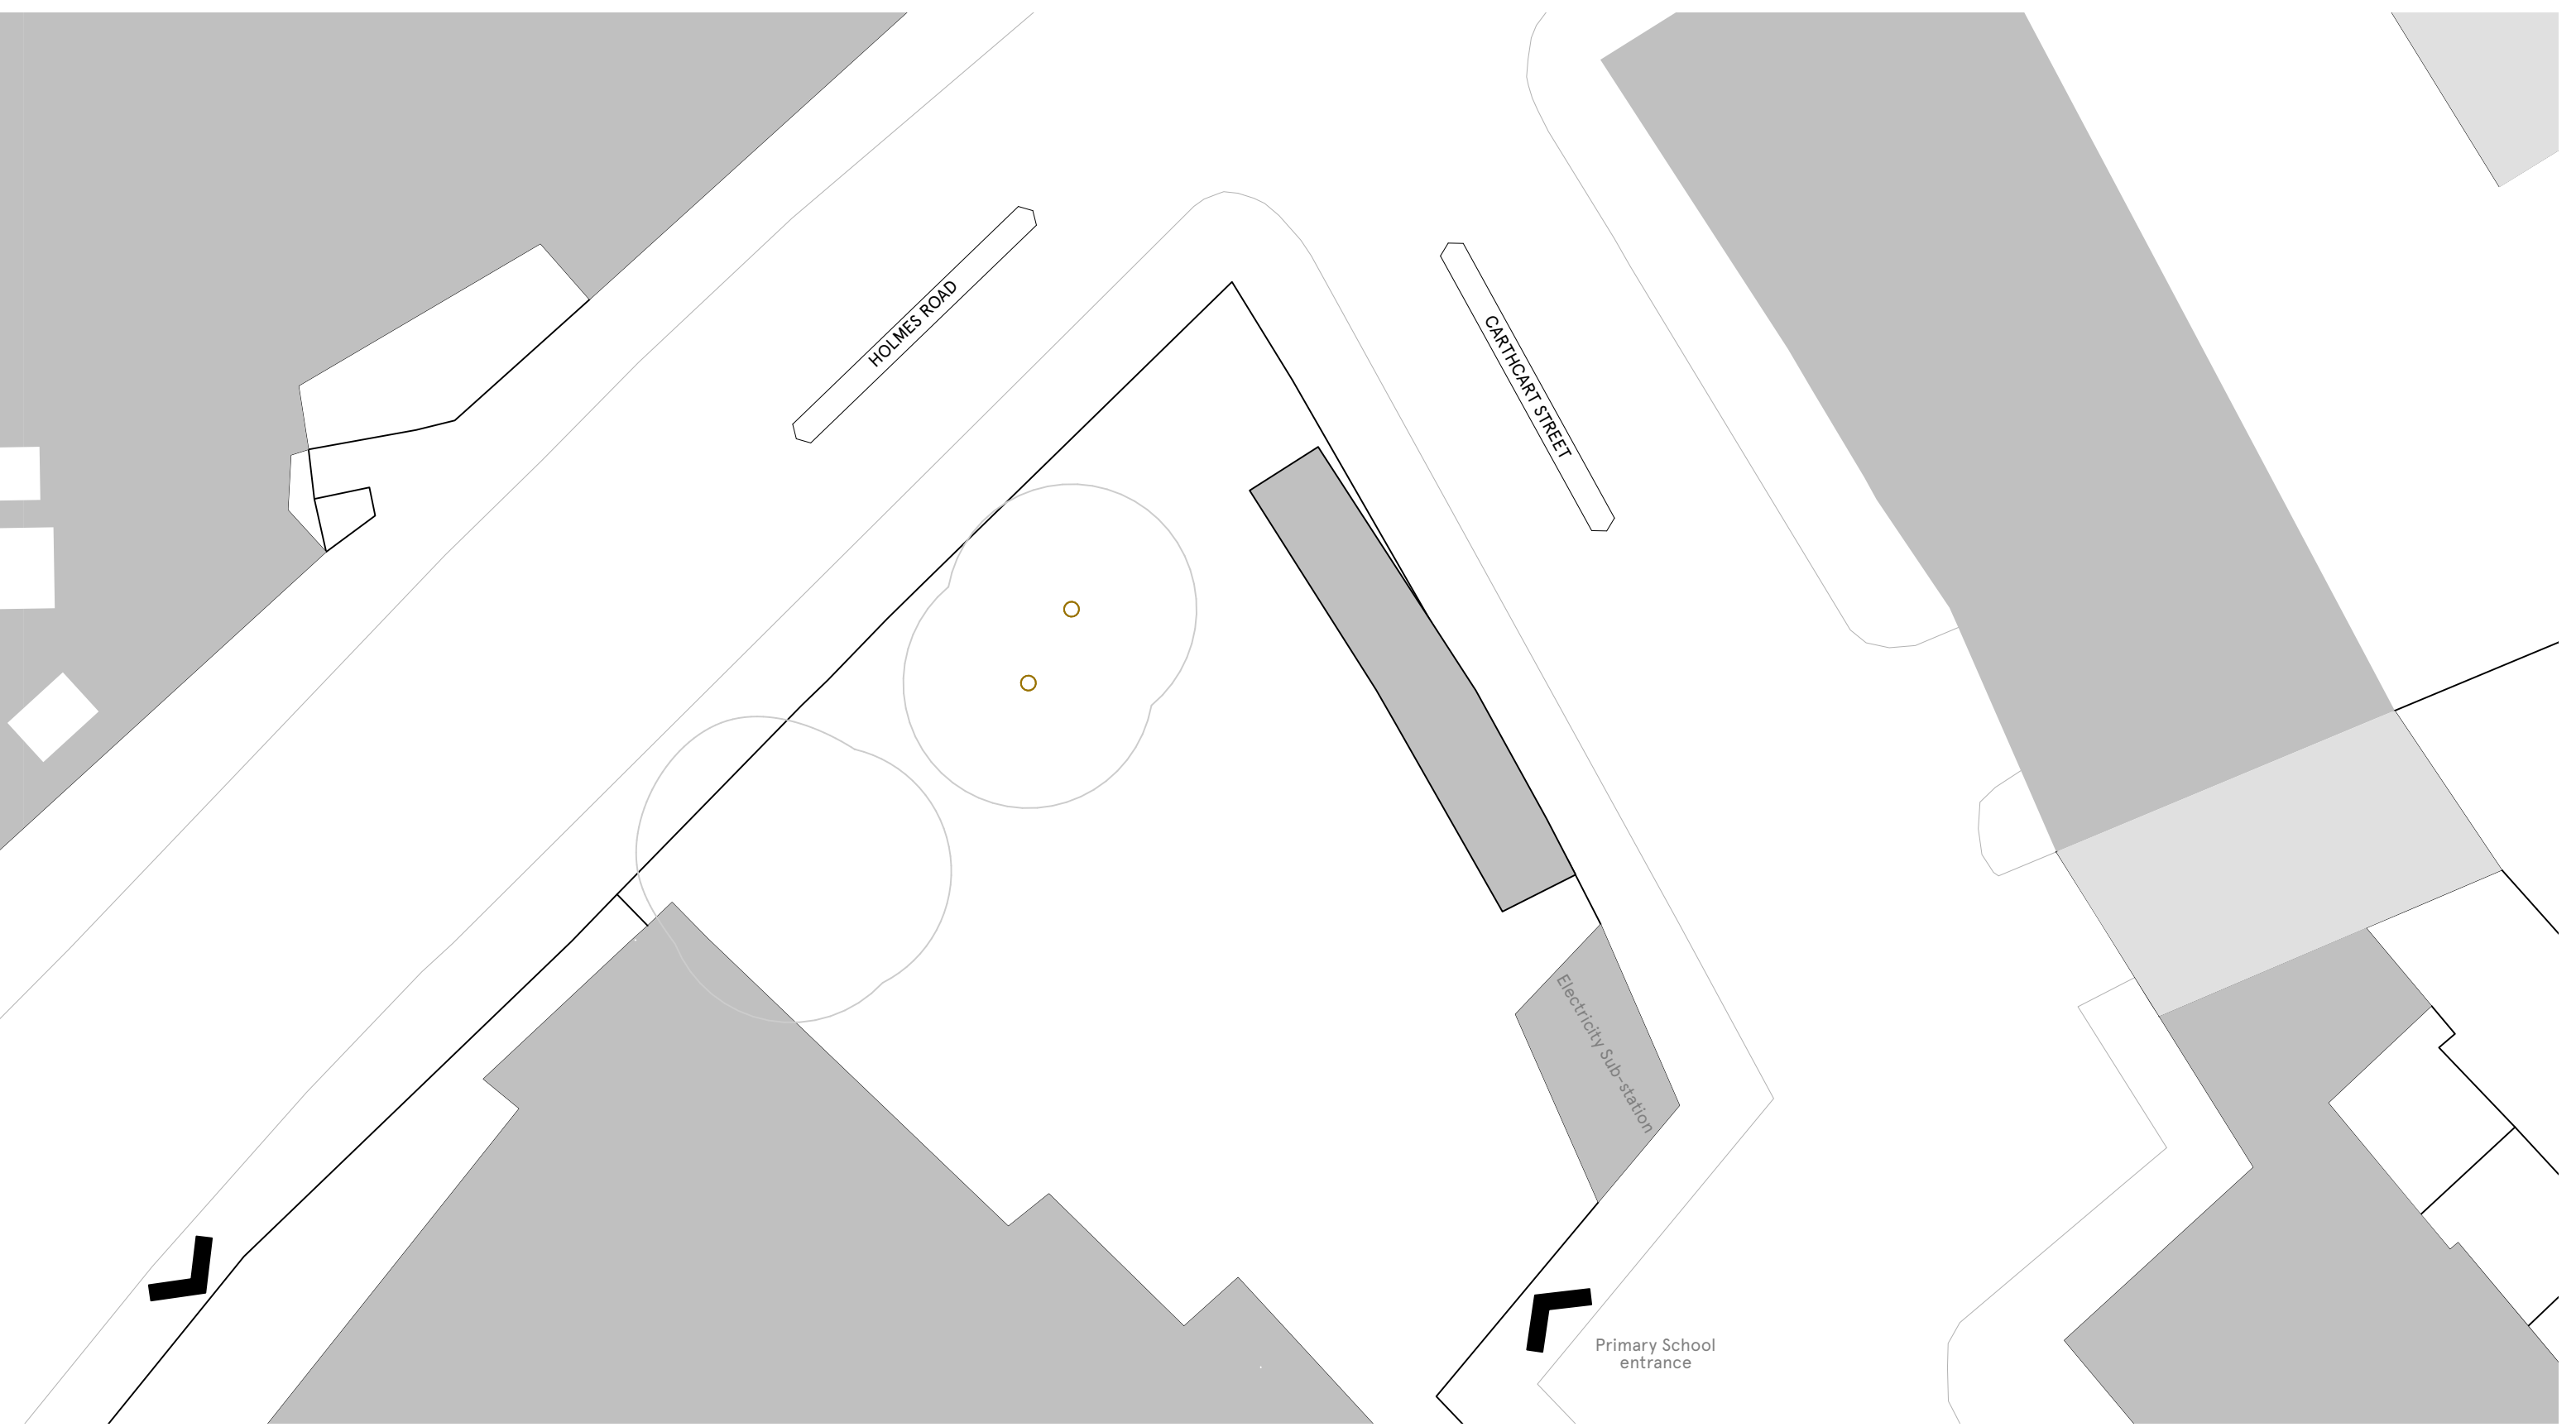 HOLMES ROAD
CARTHCART STREET
Electricity Sub-station
Primary School
entrance